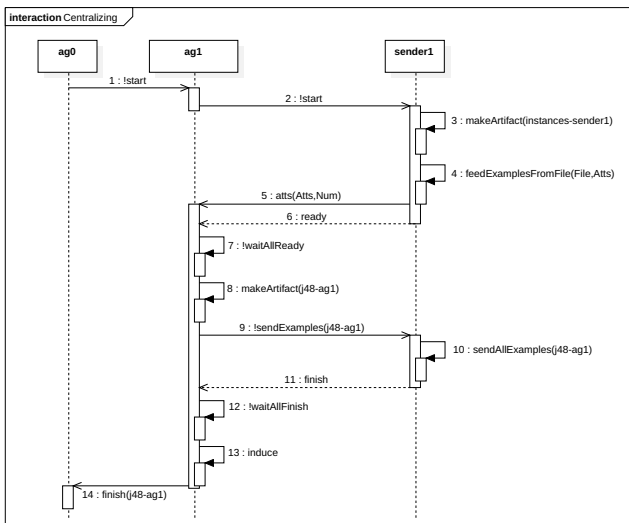 interaction Centralizing
ag0
ag1
sender1
1 : !start
2 : !start
3 : makeArtifact(instances-sender1)
4 : feedExamplesFromFile(File,Atts)
5 : atts(Atts,Num)
6 : ready
7 : !waitAllReady
8 : makeArtifact(j48-ag1)
9 : !sendExamples(j48-ag1)
10 : sendAllExamples(j48-ag1)
11 : finish
12 : !waitAllFinish
13 : induce
14 : finish(j48-ag1)